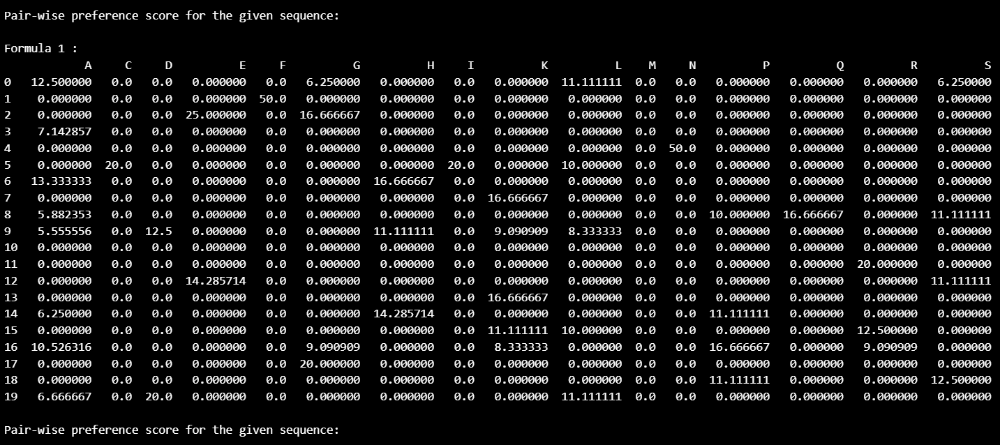 Pair-wise preference score for the given sequence:
Formula 1 :
A C D E F G H I K L M N P Q R S
0 12.500000 0.0 0.0 0.000000 0.0 6.250000 0.000000 0.0 0.000000 11.111111 0.0 0.0 0.000000 0.000000 0.000000 6.250000
1 0.000000 0.0 0.0 0.000000 50.0 0.000000 0.000000 0.0 0.000000 0.000000 0.0 0.0 0.000000 0.000000 0.000000 0.000000
2 0.000000 0.0 0.0 25.000000 0.0 16.666667 0.000000 0.0 0.000000 0.000000 0.0 0.0 0.000000 0.000000 0.000000 0.000000
3 7.142857 0.0 0.0 0.000000 0.0 0.000000 0.000000 0.0 0.000000 0.000000 0.0 0.0 0.000000 0.000000 0.000000 0.000000
4 0.000000 0.0 0.0 0.000000 0.0 0.000000 0.000000 0.0 0.000000 0.000000 0.0 50.0 0.000000 0.000000 0.000000 0.000000
5 0.000000 20.0 0.0 0.000000 0.0 0.000000 0.000000 20.0 0.000000 10.000000 0.0 0.0 0.000000 0.000000 0.000000 0.000000
6 13.333333 0.0 0.0 0.000000 0.0 0.000000 16.666667 0.0 0.000000 0.000000 0.0 0.0 0.000000 0.000000 0.000000 0.000000
7 0.000000 0.0 0.0 0.000000 0.0 0.000000 0.000000 0.0 16.666667 0.000000 0.0 0.0 0.000000 0.000000 0.000000 0.000000
8 5.882353 0.0 0.0 0.000000 0.0 0.000000 0.000000 0.0 0.000000 0.000000 0.0 0.0 10.000000 16.666667 0.000000 11.111111
9 5.555556 0.0 12.5 0.000000 0.0 0.000000 11.111111 0.0 9.090909 8.333333 0.0 0.0 0.000000 0.000000 0.000000 0.000000
10 0.000000 0.0 0.0 0.000000 0.0 0.000000 0.000000 0.0 0.000000 0.000000 0.0 0.0 0.000000 0.000000 0.000000 0.000000
11 0.000000 0.0 0.0 0.000000 0.0 0.000000 0.000000 0.0 0.000000 0.000000 0.0 0.0 0.000000 0.000000 20.000000 0.000000
12 0.000000 0.0 0.0 14.285714 0.0 0.000000 0.000000 0.0 0.000000 0.000000 0.0 0.0 0.000000 0.000000 0.000000 11.111111
13 0.000000 0.0 0.0 0.000000 0.0 0.000000 0.000000 0.0 16.666667 0.000000 0.0 0.0 0.000000 0.000000 0.000000 0.000000
14 6.250000 0.0 0.0 0.000000 0.0 0.000000 14.285714 0.0 0.000000 0.000000 0.0 0.0 11.111111 0.000000 0.000000 0.000000
15 0.000000 0.0 0.0 0.000000 0.0 0.000000 0.000000 0.0 11.111111 10.000000 0.0 0.0 0.000000 0.000000 12.500000 0.000000
16 10.526316 0.0 0.0 0.000000 0.0 9.090909 0.000000 0.0 8.333333 0.000000 0.0 0.0 16.666667 0.000000 9.090909 0.000000
17 0.000000 0.0 0.0 0.000000 0.0 20.000000 0.000000 0.0 0.000000 0.000000 0.0 0.0 0.000000 0.000000 0.000000 0.000000
18 0.000000 0.0 0.0 0.000000 0.0 0.000000 0.000000 0.0 0.000000 0.000000 0.0 0.0 11.111111 0.000000 0.000000 12.500000
19 6.666667 0.0 20.0 0.000000 0.0 0.000000 0.000000 0.0 0.000000 11.111111 0.0 0.0 0.000000 0.000000 0.000000 0.000000
Pair-wise preference score for the given sequence: